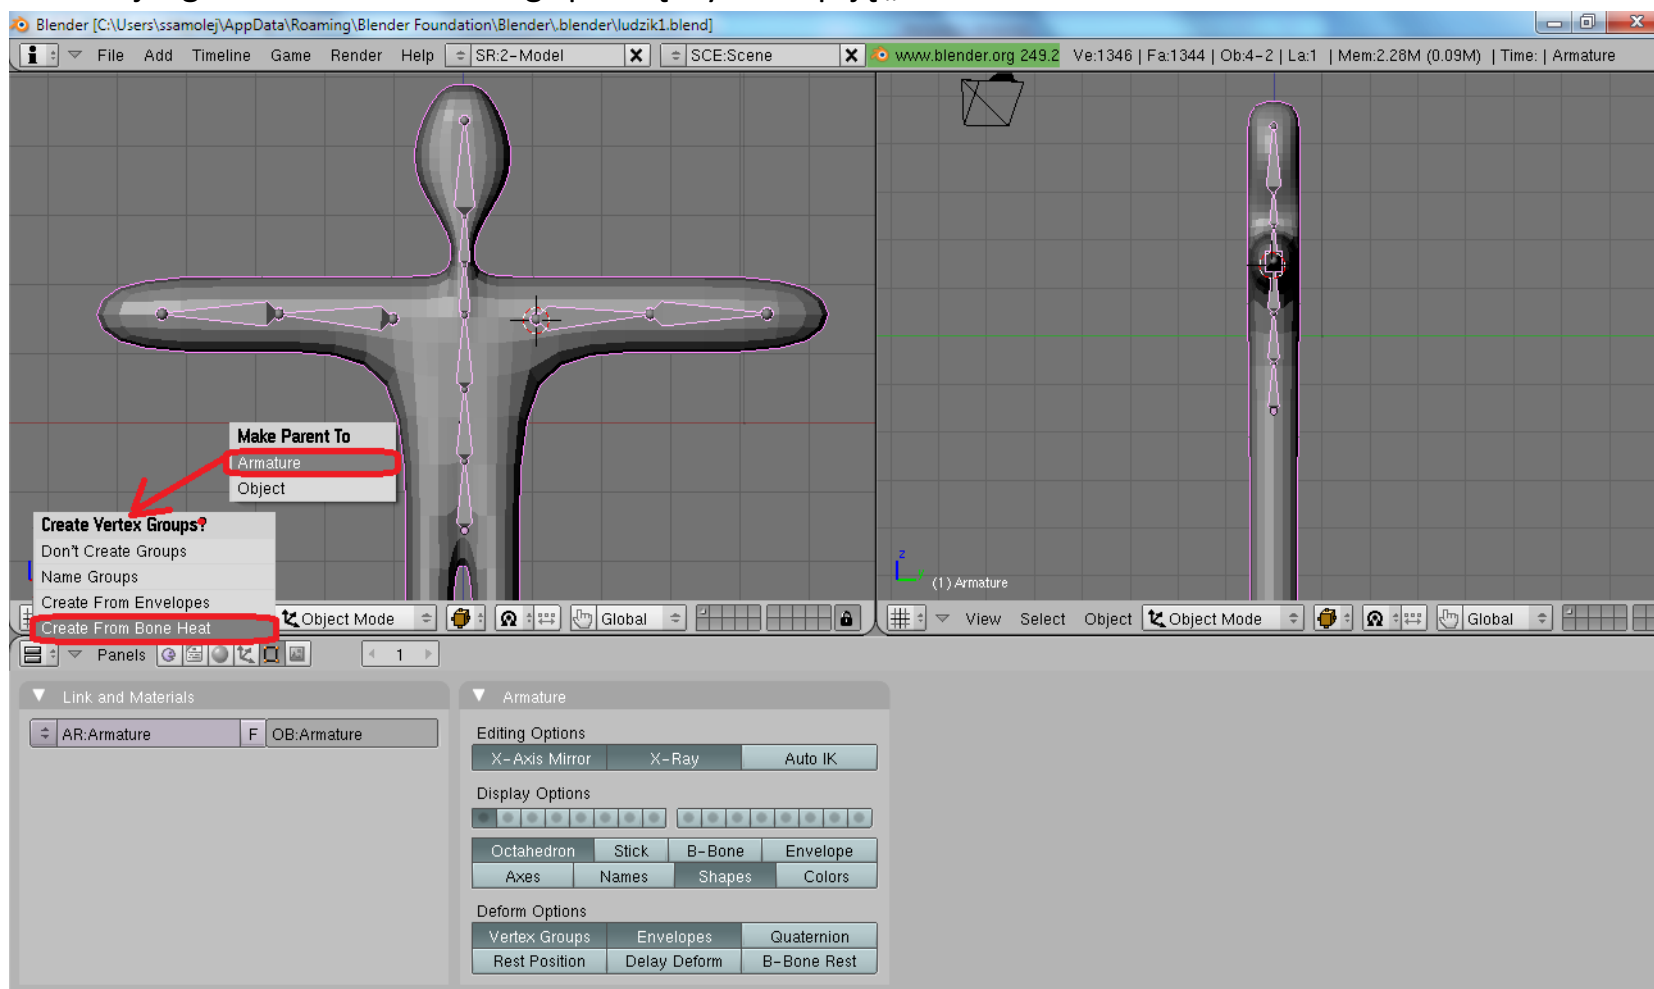 Blender [C:\Users\ssamolej\AppData\Roaming\Blender Foundation\Blender\.blender\ludzik1.blend]
File Add Timeline Game Render Help SR:2-Model SCE:Scene www.blender.org 249.2 Ve:1346 | Fa:1344 | Ob:4-2 | La:1 | Mem:2.28M (0.09M) | Time: | Armature
Make Parent To
Armature
Object
Create Vertex Groups?
Don't Create Groups
Name Groups
Create From Envelopes
Create From Bone Heat
z
y
(1) Armature
Object Mode Global
View Select Object Object Mode Global
Panels 1
Link and Materials
AR:Armature F OB:Armature
Armature
Editing Options
X-Axis Mirror X-Ray Auto IK
Display Options
Octahedron Stick B-Bone Envelope
Axes Names Shapes Colors
Deform Options
Vertex Groups Envelopes Quaternion
Rest Position Delay Deform B-Bone Rest